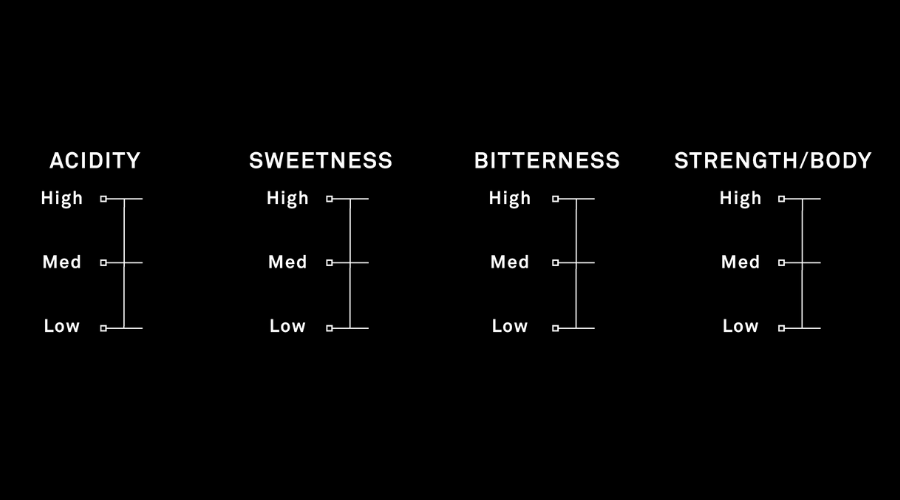 ACIDITY SWEETNESS BITTERNESS STRENGTH/BODY
High High High High
Med Med Med Med
Low Low Low Low